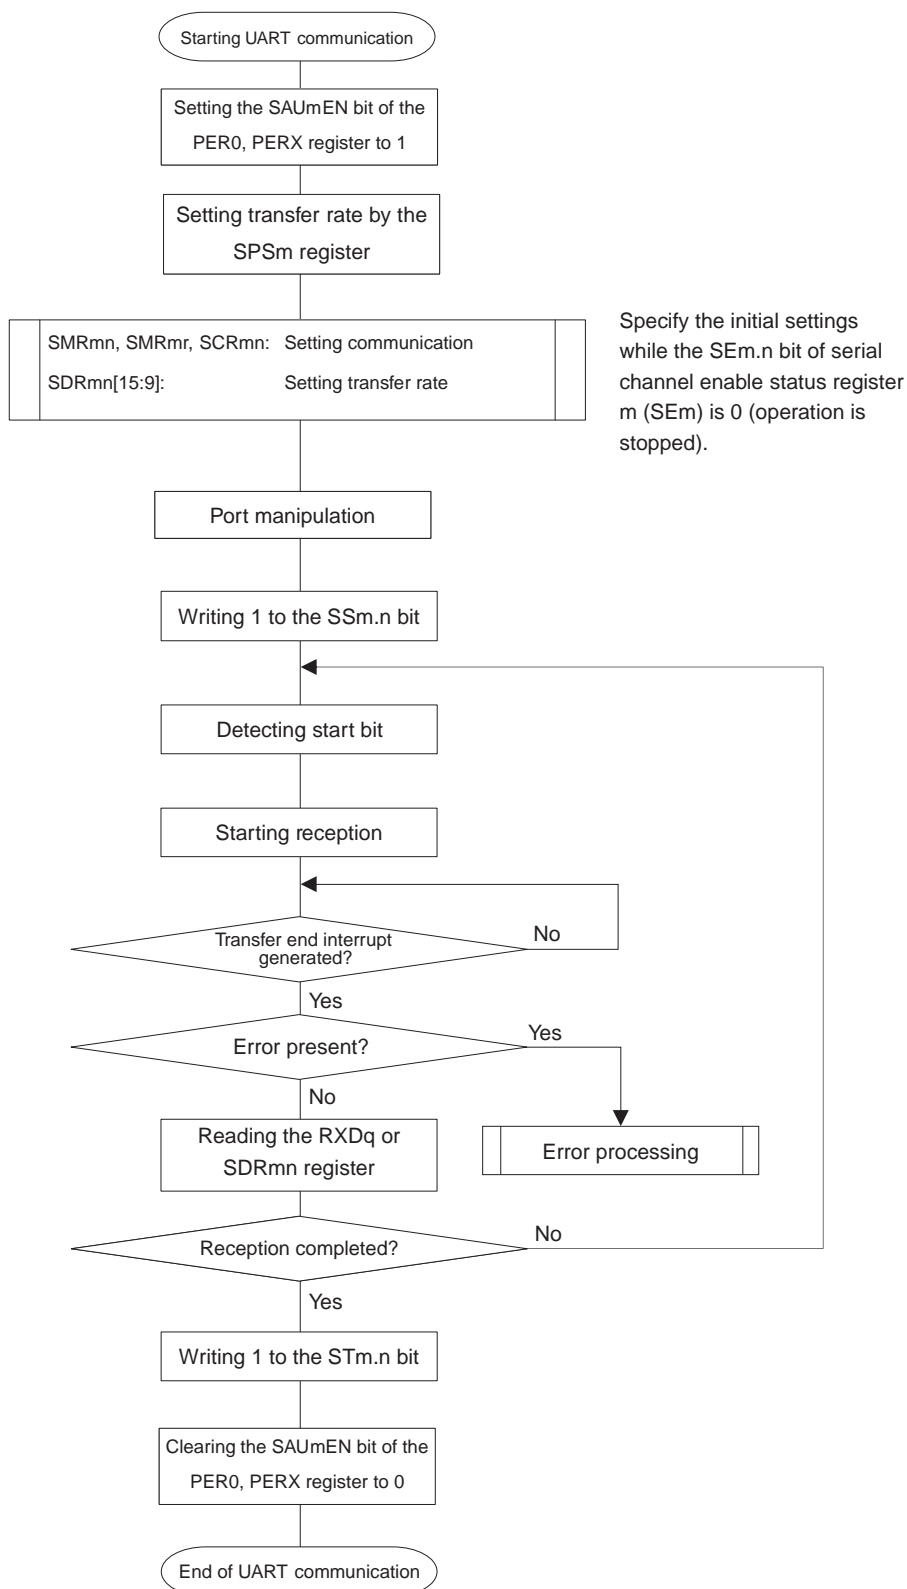 Starting UART communication
Setting the SAUmEN bit of the
PER0, PERX register to 1
Setting transfer rate by the
SPSm register
SMRmn, SMRmr, SCRmn: Setting communication
SDRmn[15:9]: Setting transfer rate
Specify the initial settings
while the SEm.n bit of serial
channel enable status register
m (SEm) is 0 (operation is
stopped).
Port manipulation
Writing 1 to the SSm.n bit
Detecting start bit
Starting reception
Transfer end interrupt
generated?
No
Yes
Error present?
Yes
No
Reading the RXDq or
SDRmn register
Error processing
Reception completed?
No
Yes
Writing 1 to the STm.n bit
Clearing the SAUmEN bit of the
PER0, PERX register to 0
End of UART communication